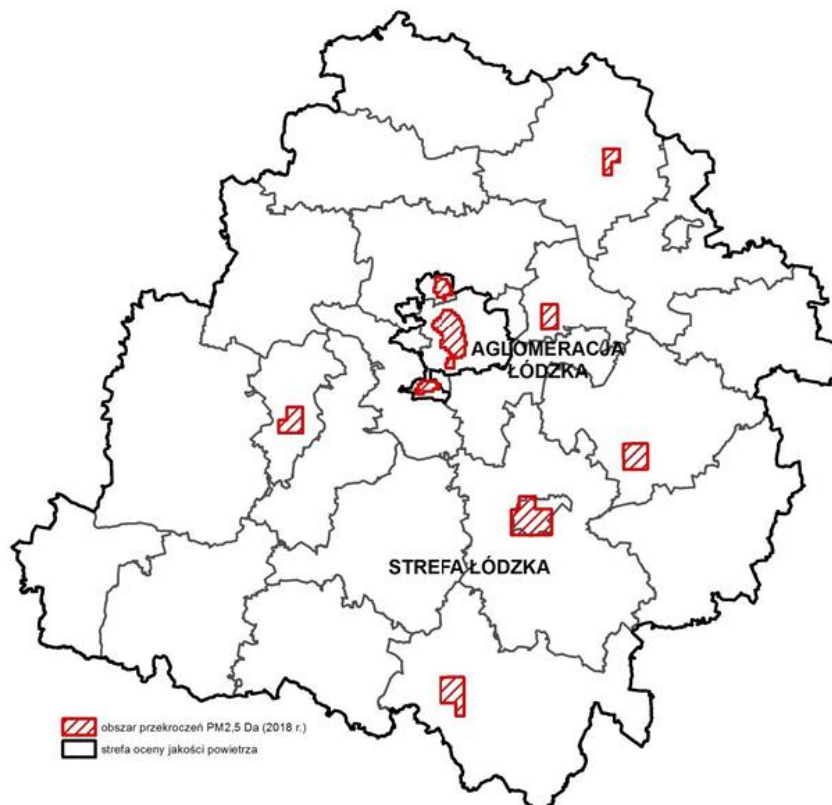 AGLOMERACJA
ŁÓDZKA
STREFA ŁÓDZKA
obszar przekroczeń PM2,5 Da (2018 r.)
strefa oceny jakości powietrza